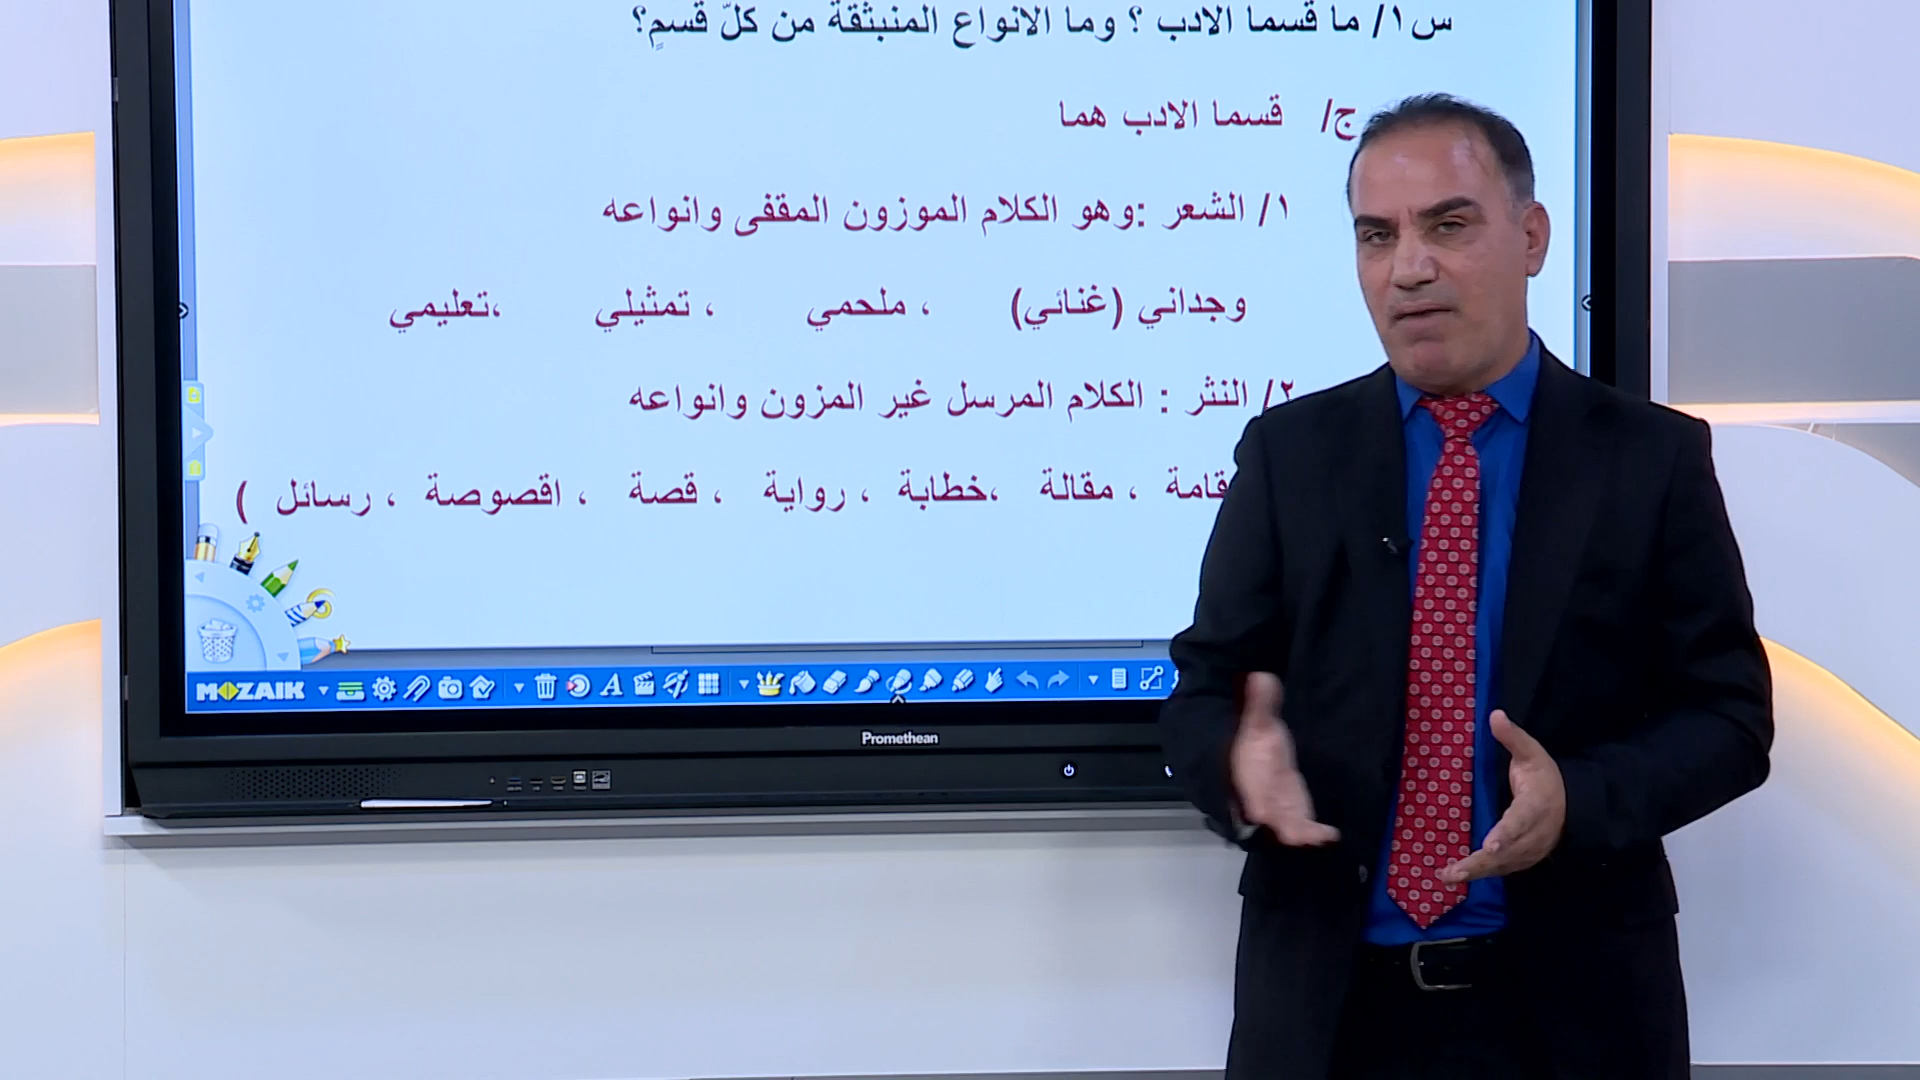 س١/ ما قسما الادب ؟ وما الانواع المنبثقة من كلّ قسمٍ؟
ج/ قسما الادب هما
١/ الشعر :وهو الكلام الموزون المقفى وانواعه
وجداني (غنائي) ، ملحمي ، تمثيلي ،تعليمي
٢/ النثر : الكلام المرسل غير المزون وانواعه
، مقالة ،خطابة ، رواية ، قصة ، اقصوصة ، رسائل )
MOZAIK
Promethean